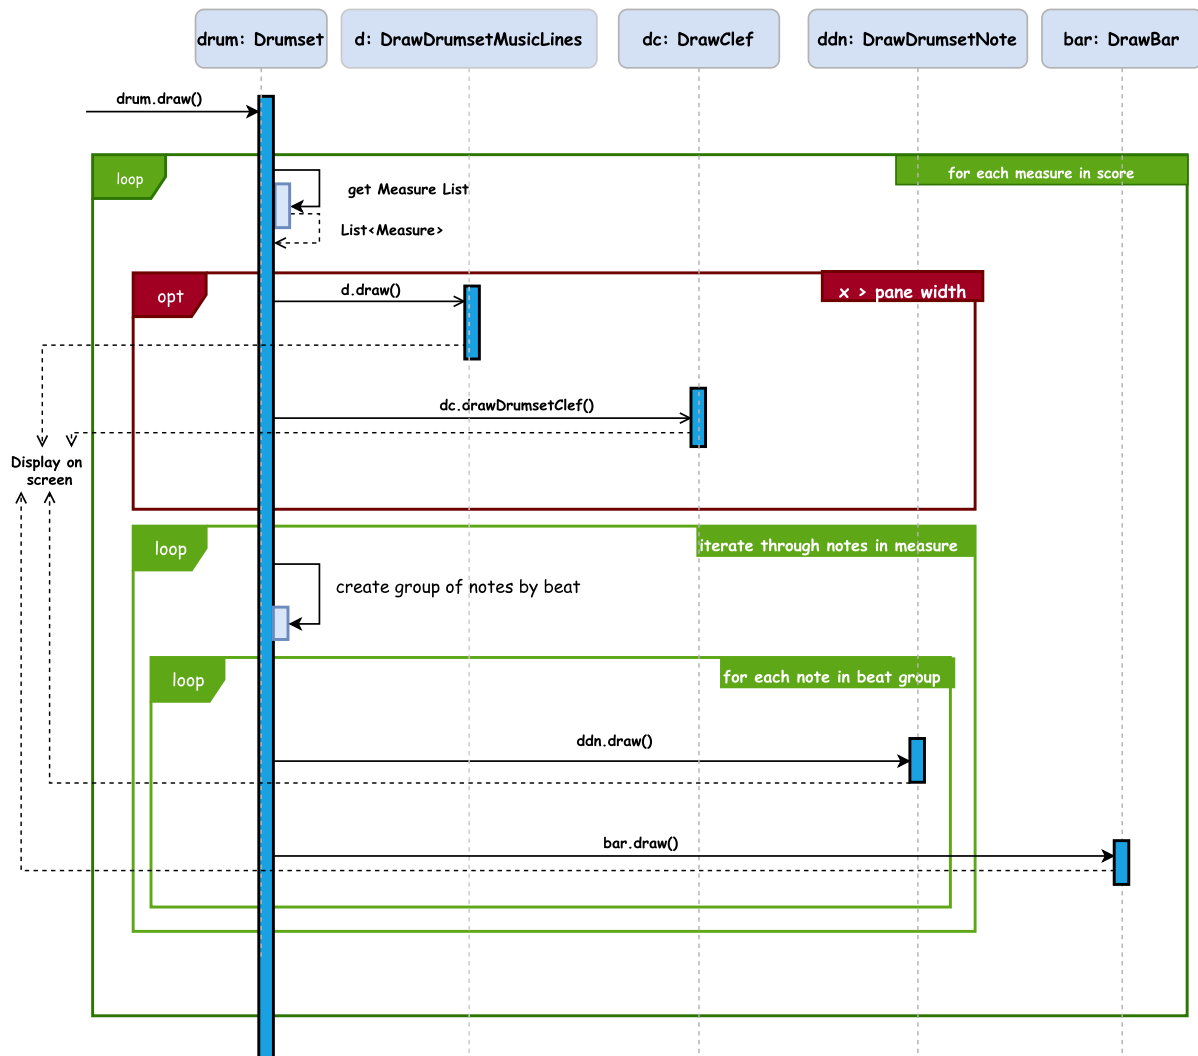 drum: Drumset
d: DrawDrumsetMusicLines
dc: DrawClef
ddn: DrawDrumsetNote
bar: DrawBar
drum.draw()
loop
for each measure in score
get Measure List
List<Measure>
opt
x > pane width
d.draw()
dc.drawDrumsetClef()
Display on
screen
loop
iterate through notes in measure
create group of notes by beat
loop
for each note in beat group
ddn.draw()
bar.draw()